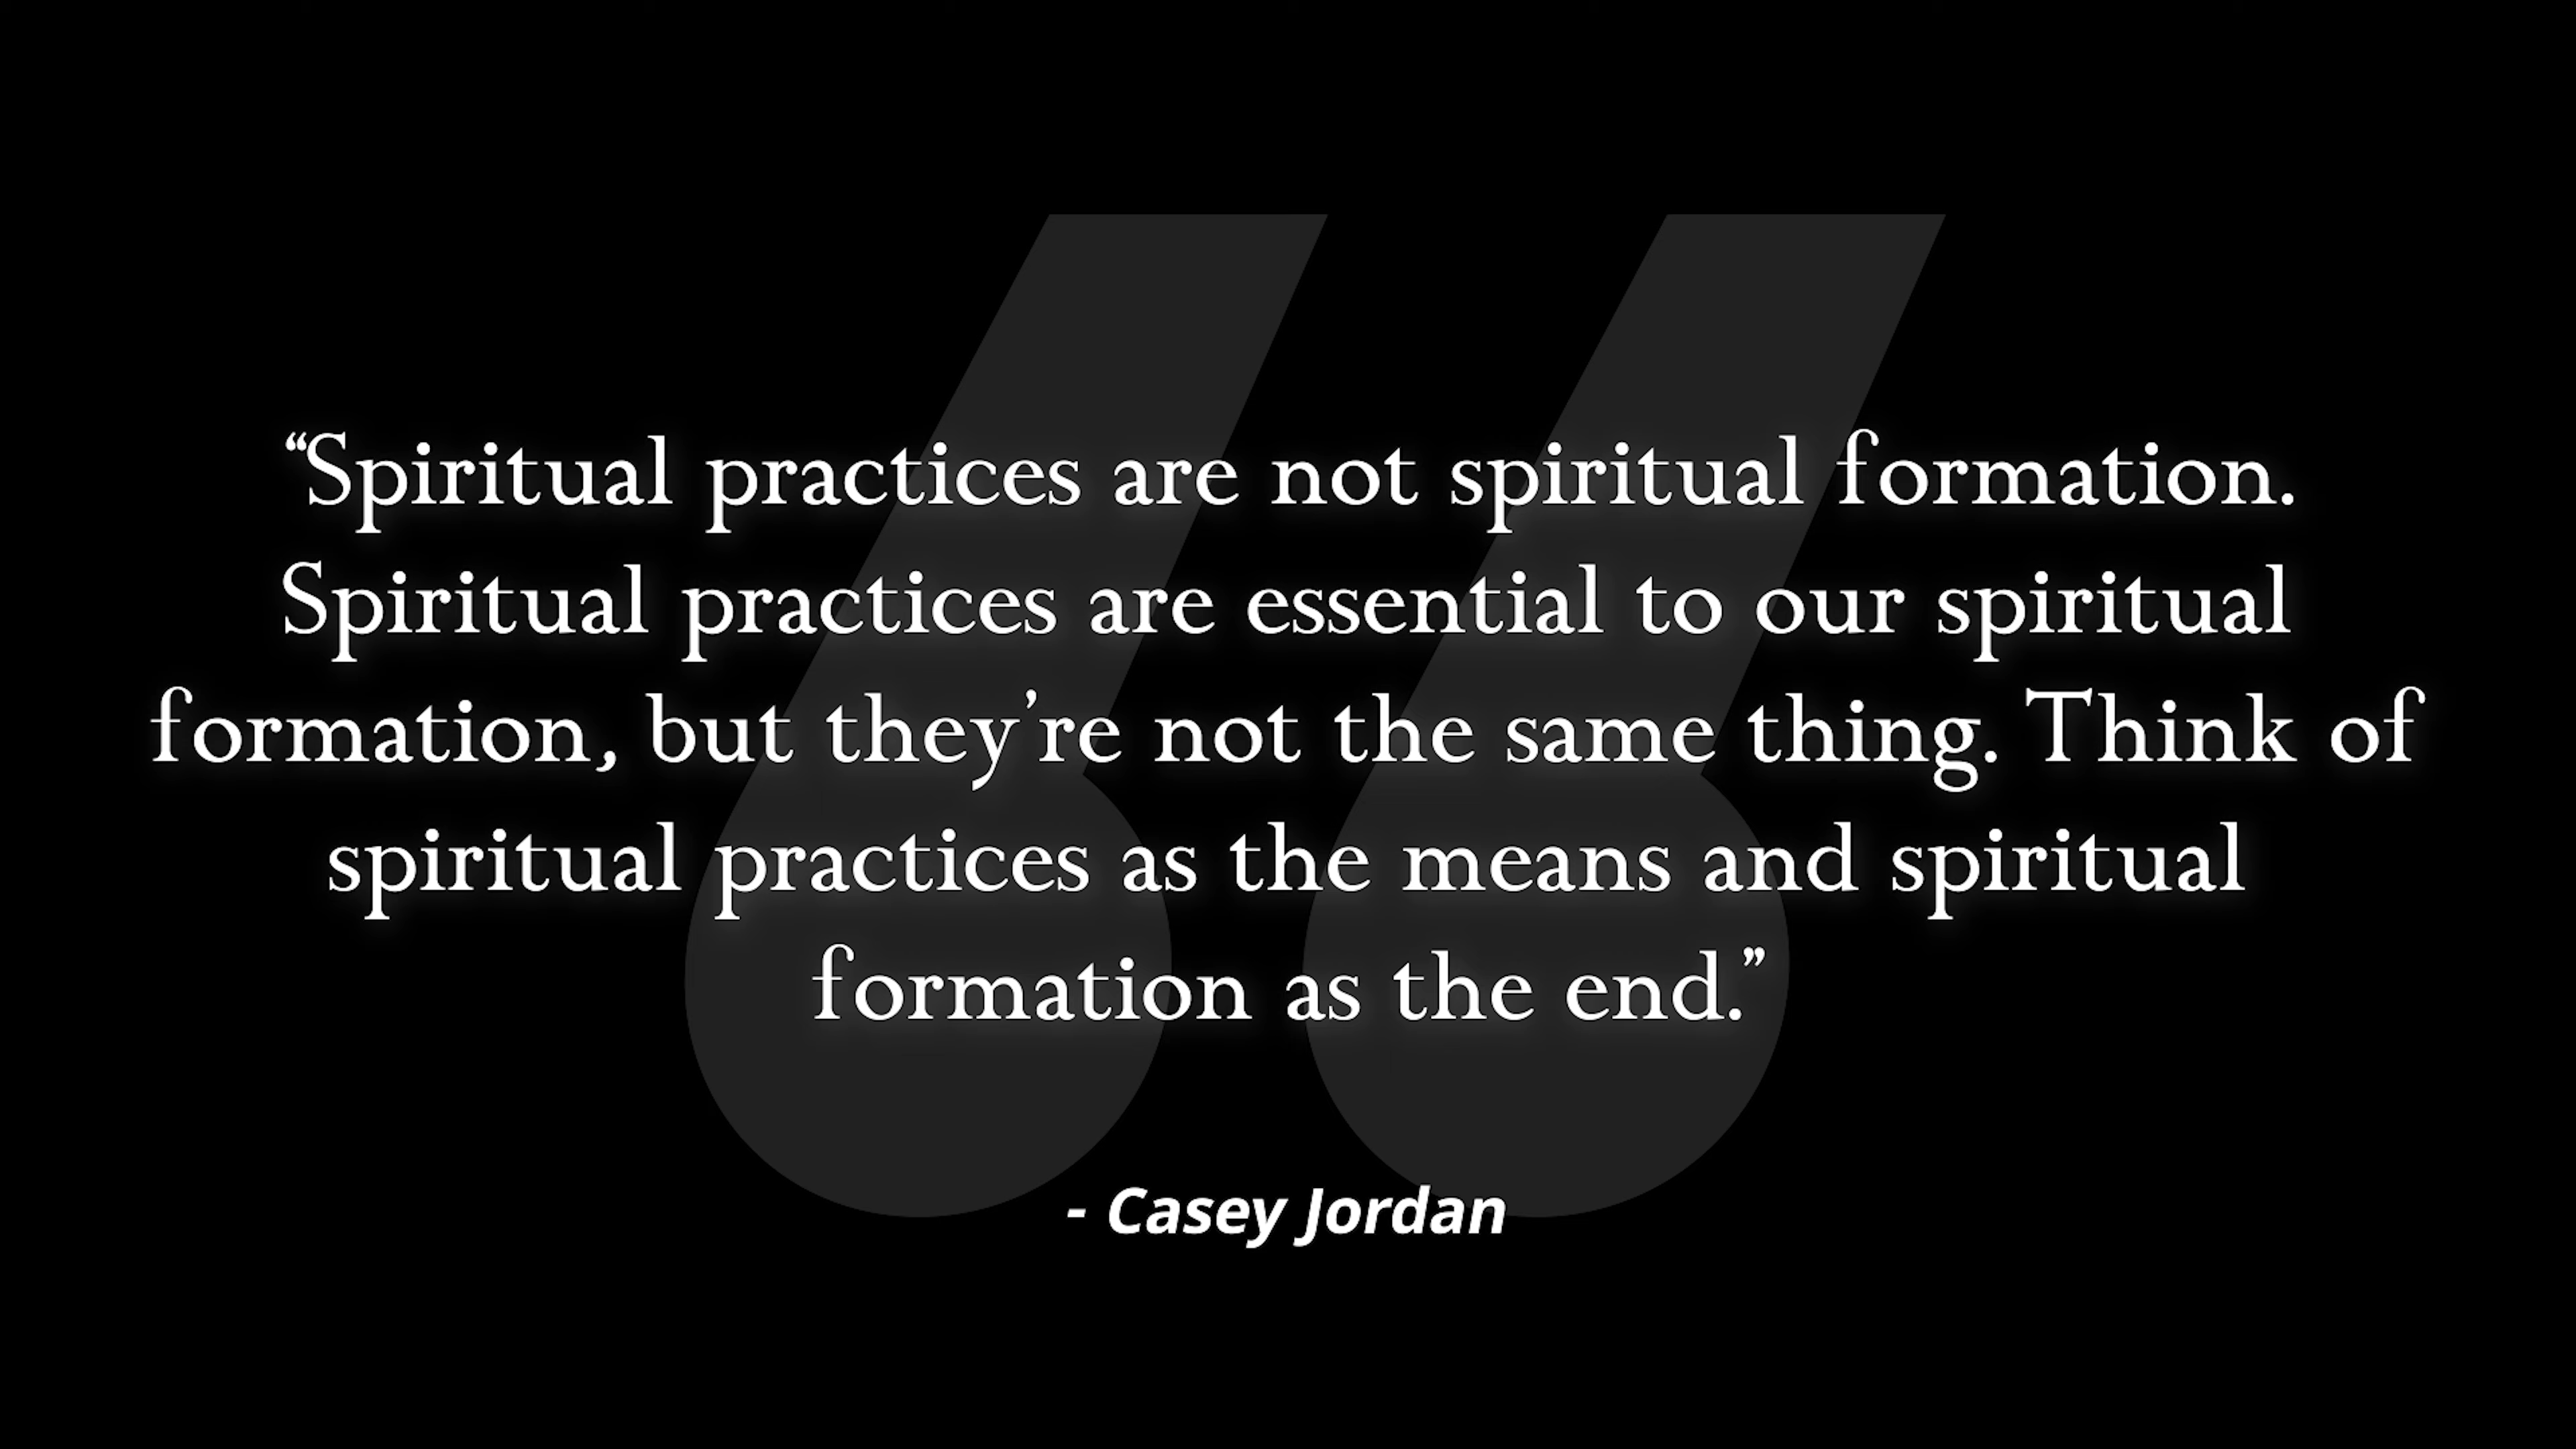 “Spiritual practices are not spiritual formation.
Spiritual practices are essential to our spiritual
formation, but they’re not the same thing. Think of
spiritual practices as the means and spiritual
formation as the end.”
- Casey Jordan